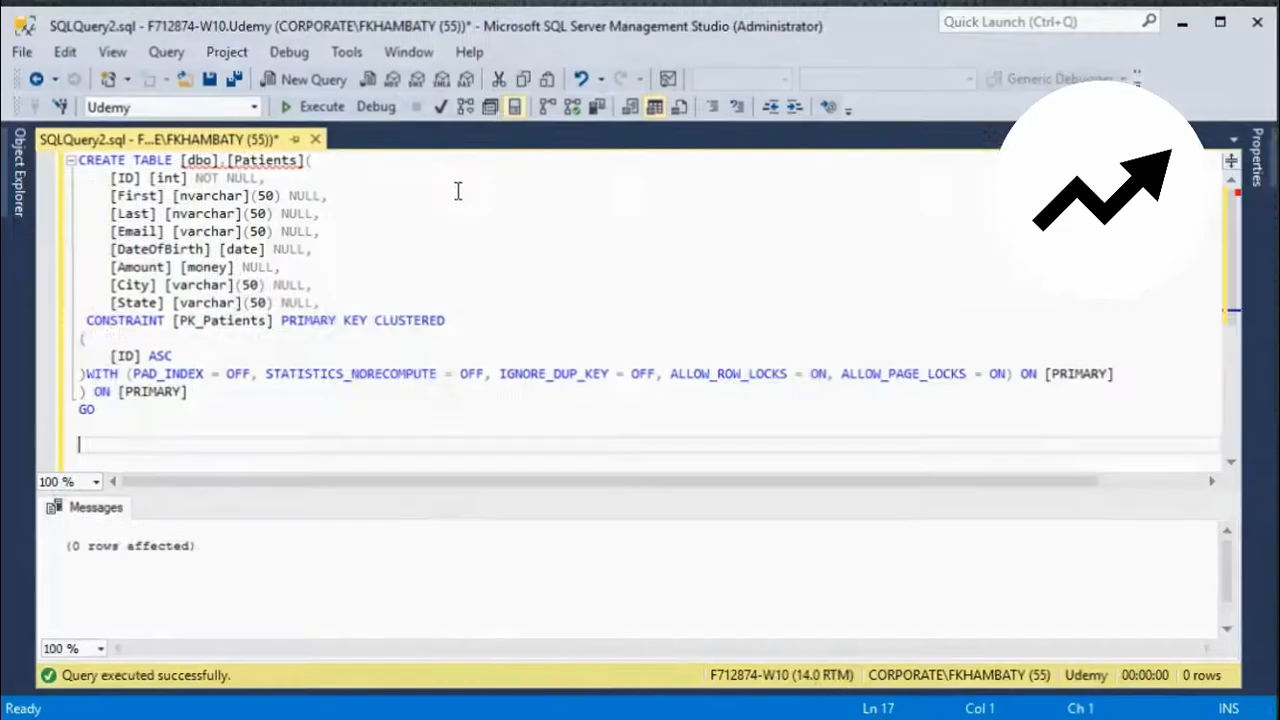 SQLQuery2.sql - F712874-W10.Udemy (CORPORATE\FKHAMBATY (55))* - Microsoft SQL Server Management Studio (Administrator)
Quick Launch (Ctrl+Q)
File Edit View Query Project Debug Tools Window Help
New Query
Generic Debugger
Udemy
Execute Debug
Object Explorer
SQLQuery2.sql - F...E\FKHAMBATY (55))*
Properties
CREATE TABLE [dbo].[Patients](
[ID] [int] NOT NULL,
[First] [nvarchar](50) NULL,
[Last] [nvarchar](50) NULL,
[Email] [varchar](50) NULL,
[DateOfBirth] [date] NULL,
[Amount] [money] NULL,
[City] [varchar](50) NULL,
[State] [varchar](50) NULL,
CONSTRAINT [PK_Patients] PRIMARY KEY CLUSTERED
(
[ID] ASC
)WITH (PAD_INDEX = OFF, STATISTICS_NORECOMPUTE = OFF, IGNORE_DUP_KEY = OFF, ALLOW_ROW_LOCKS = ON, ALLOW_PAGE_LOCKS = ON) ON [PRIMARY]
) ON [PRIMARY]
GO
100 %
Messages
(0 rows affected)
100 %
Query executed successfully.
F712874-W10 (14.0 RTM) CORPORATE\FKHAMBATY (55) Udemy 00:00:00 0 rows
Ready
Ln 17 Col 1 Ch 1 INS